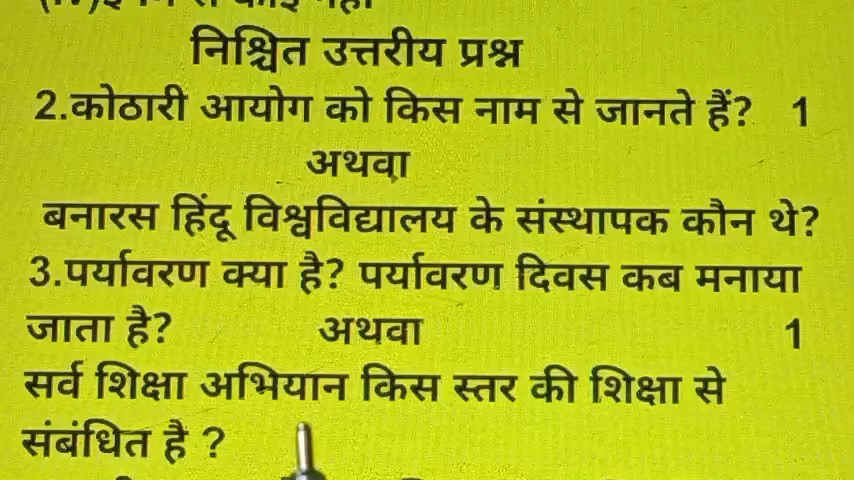 निश्चित उत्तरीय प्रश्न
2.कोठारी आयोग को किस नाम से जानते हैं? 1
अथवा
बनारस हिंदू विश्वविद्यालय के संस्थापक कौन थे?
3.पर्यावरण क्या है? पर्यावरण दिवस कब मनाया
जाता है? अथवा 1
सर्व शिक्षा अभियान किस स्तर की शिक्षा से
संबंधित है ?